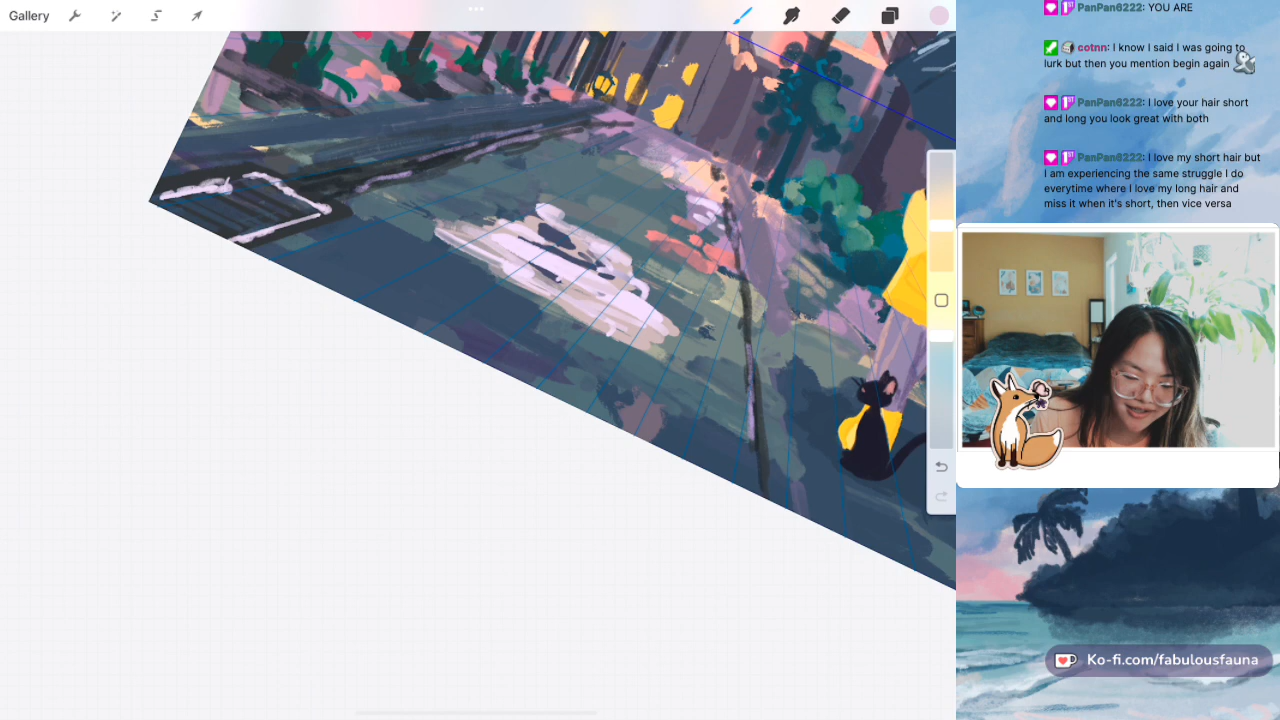 Gallery
PanPan6222: YOU ARE
cotnn: I know I said I was going to
lurk but then you mention begin again
PanPan6222: I love your hair short
and long you look great with both
PanPan6222: I love my short hair but
I am experiencing the same struggle I do
everytime where I love my long hair and
miss it when it's short, then vice versa
Ko-fi.com/fabulousfauna